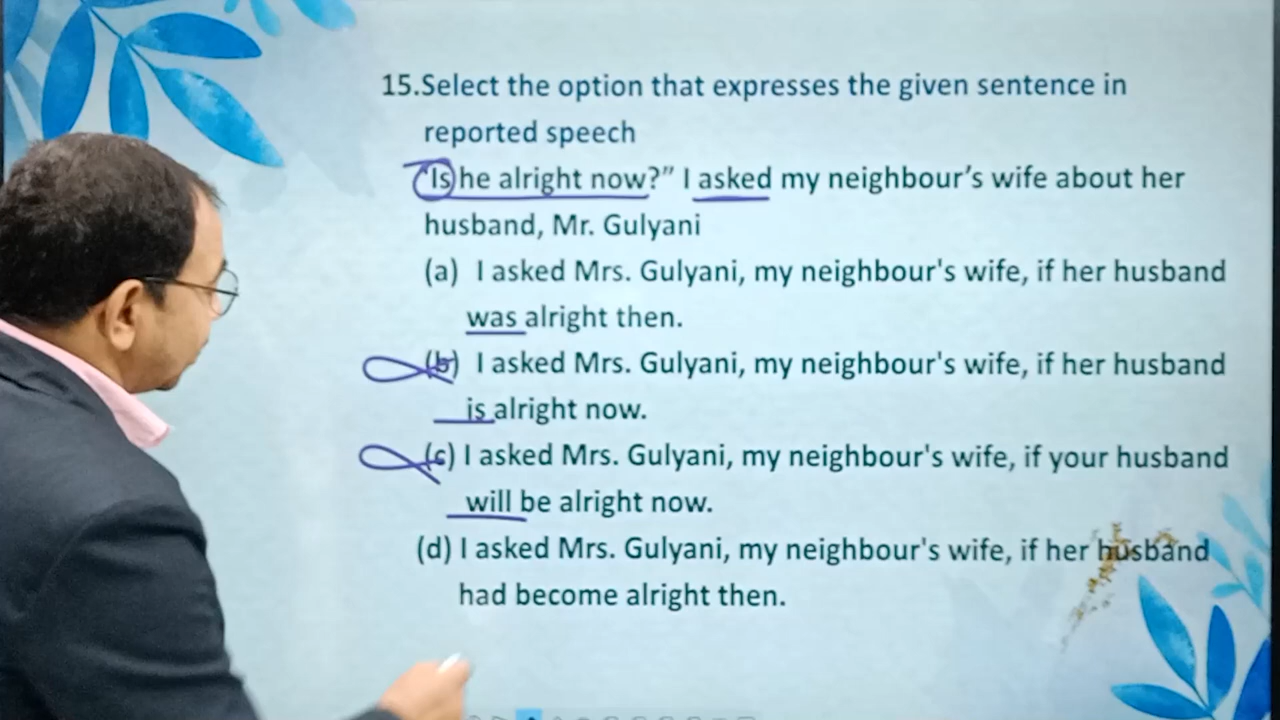 15.Select the option that expresses the given sentence in
reported speech
"Is he alright now?” I asked my neighbour’s wife about her
husband, Mr. Gulyani
(a) I asked Mrs. Gulyani, my neighbour's wife, if her husband
was alright then.
(b) I asked Mrs. Gulyani, my neighbour's wife, if her husband
is alright now.
(c) I asked Mrs. Gulyani, my neighbour's wife, if your husband
will be alright now.
(d) I asked Mrs. Gulyani, my neighbour's wife, if her husband
had become alright then.